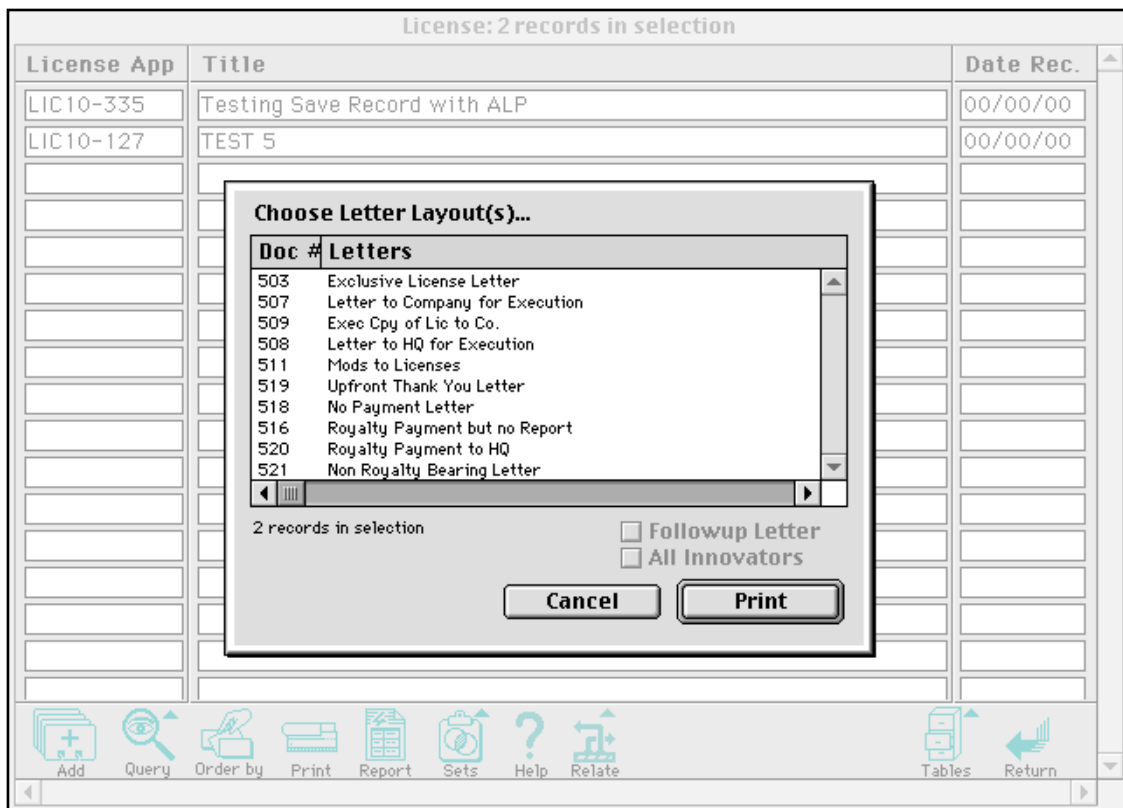 License: 2 records in selection
License App Title Date Rec.
LIC10-335 Testing Save Record with ALP 00/00/00
LIC10-127 TEST 5 00/00/00
Choose Letter Layout(s)...
Doc # Letters
503 Exclusive License Letter
507 Letter to Company for Execution
509 Exec Cpy of Lic to Co.
508 Letter to HQ for Execution
511 Mods to Licenses
519 Upfront Thank You Letter
518 No Payment Letter
516 Royalty Payment but no Report
520 Royalty Payment to HQ
521 Non Royalty Bearing Letter
2 records in selection
Followup Letter
All Innovators
Cancel Print
Add Query Order by Print Report Sets Help Relate Tables Return